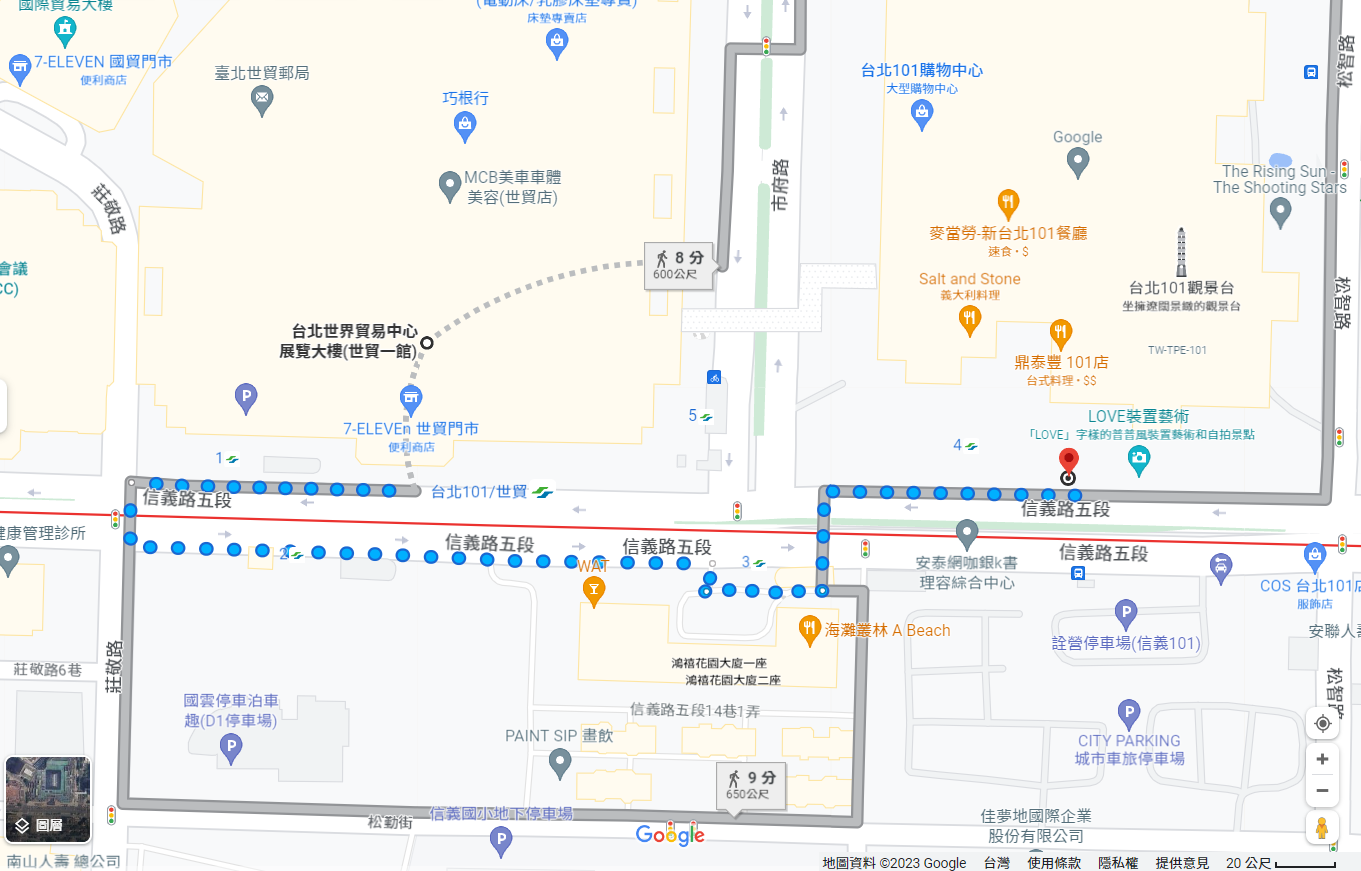 國際貿易大樓
(電動床/乳膠床墊專賣)
床墊專賣店
7-ELEVEN 國貿門市
便利商店
臺北世貿郵局
巧根行
MCB美車車體
美容(世貿店)
莊敬路
市府路
松智路
台北101購物中心
大型購物中心
Google
The Rising Sun -
The Shooting Stars
麥當勞-新台北101餐廳
速食・$
會議
CC)
8 分
600公尺
Salt and Stone
義大利料理
台北101觀景台
松智路
台北世界貿易中心
展覽大樓(世貿一館)
鼎泰豐 101店
台式料理・$$
TW-TPE-101
7-ELEVEn 世貿門市
便利商店
5
LOVE裝置藝術
「LOVE」字樣的普普風裝置藝術和自拍景點
1
4
台北101/世貿
信義路五段
信義路五段
健康管理診所
信義路五段
信義路五段
2
3
WAT
安泰網咖銀k書
理容綜合中心
信義路五段
COS 台北101店
服飾店
海灘叢林 A Beach
詮營停車場(信義101)
安聯人壽
莊敬路6巷
莊敬路
鴻禧花園大廈一座
鴻禧花園大廈二座
松智路
國雲停車泊車
趣(D1停車場)
信義路五段14巷1弄
PAINT SIP 畫飲
CITY PARKING
城市車旅停車場
9 分
650公尺
圖層
松勤街
信義國小地下停車場
Google
佳夢地國際企業
股份有限公司
南山人壽 總公司
地圖資料 ©2023 Google
台灣
使用條款
隱私權
提供意見
20 公尺